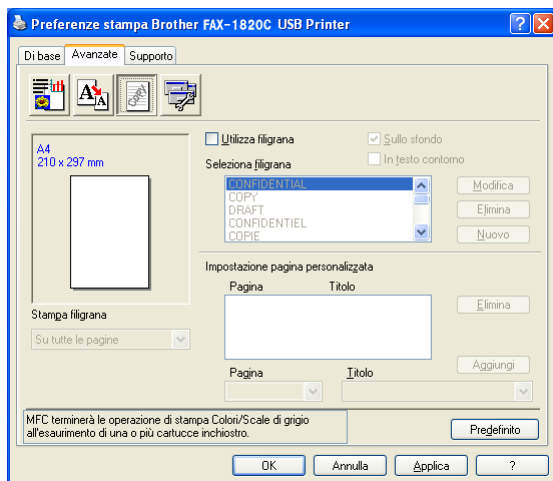 Preferenze stampa Brother FAX-1820C USB Printer
Di base Avanzate Supporto
A4
210 x 297 mm
Utilizza filigrana
Sullo sfondo
In testo contorno
Seleziona filigrana
CONFIDENTIAL
COPY
DRAFT
CONFIDENTIEL
COPIE
Modifica
Elimina
Nuovo
Impostazione pagina personalizzata
Pagina Titolo
Elimina
Aggiungi
Stampa filigrana
Su tutte le pagine
Pagina Titolo
MFC terminerà le operazione di stampa Colori/Scale di grigio
all'esaurimento di una o più cartucce inchiostro.
Predefinito
OK Annulla Applica ?